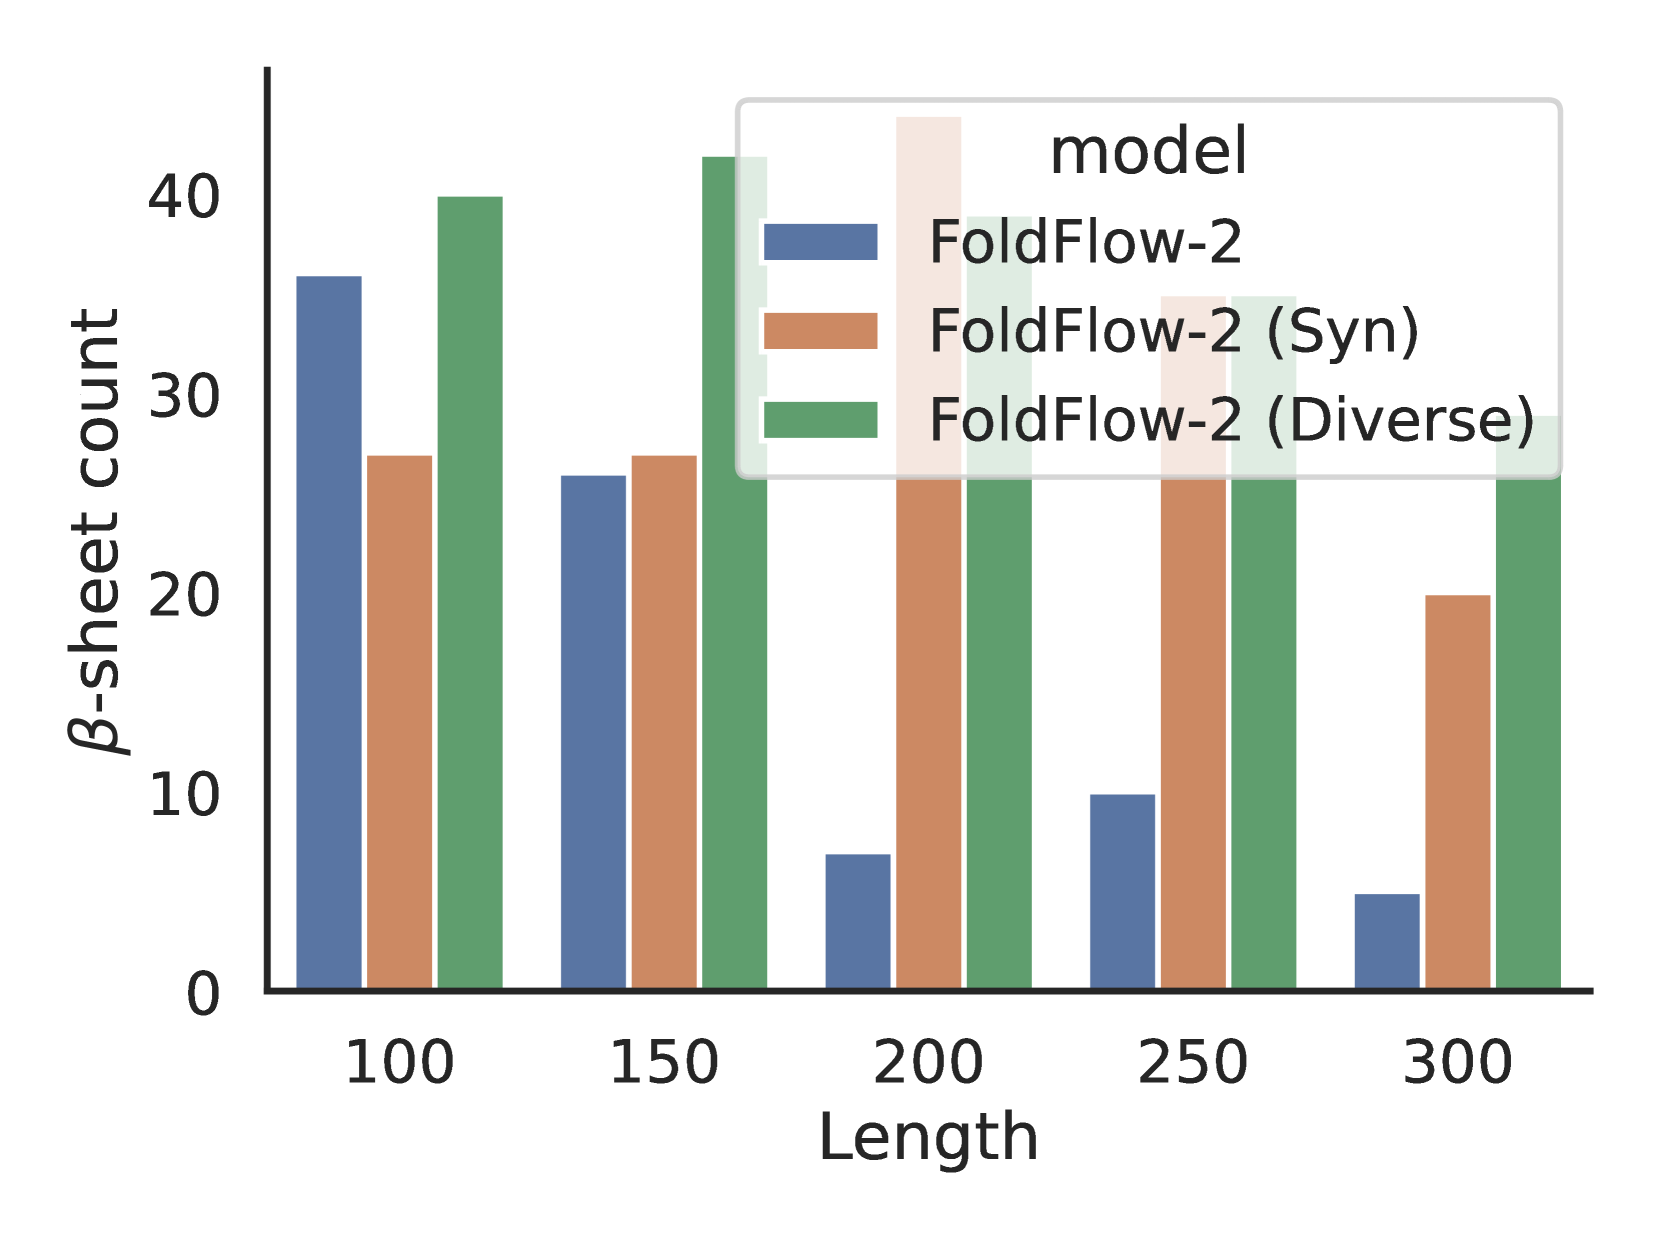 β-sheet count
40
30
20
10
0
model
FoldFlow-2
FoldFlow-2 (Syn)
FoldFlow-2 (Diverse)
100 150 200 250 300
Length